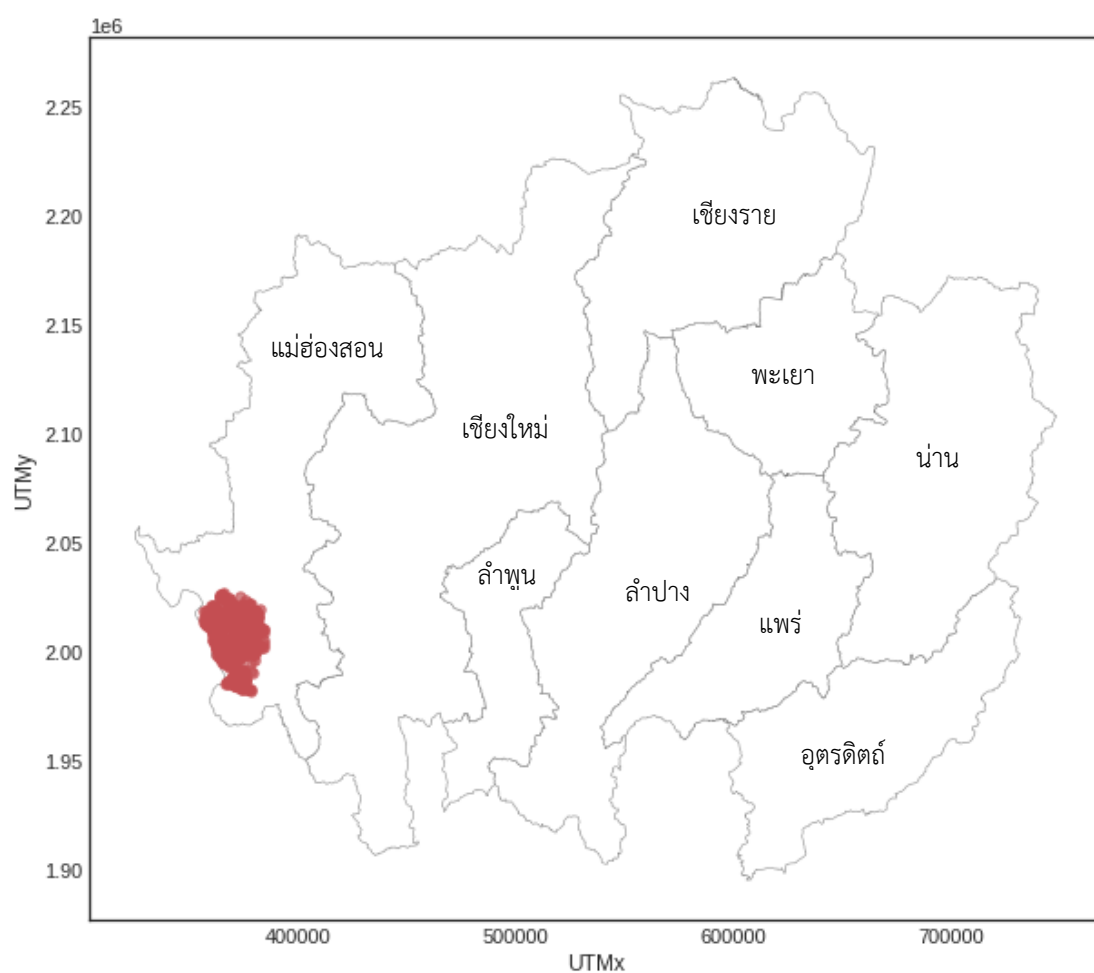 1e6
2.25
2.20
2.15
2.10
2.05
2.00
1.95
1.90
UTMy
เชียงราย
แม่ฮ่องสอน
พะเยา
เชียงใหม่
น่าน
ลำพูน
ลำปาง
แพร่
อุตรดิตถ์
400000
500000
600000
700000
UTMx